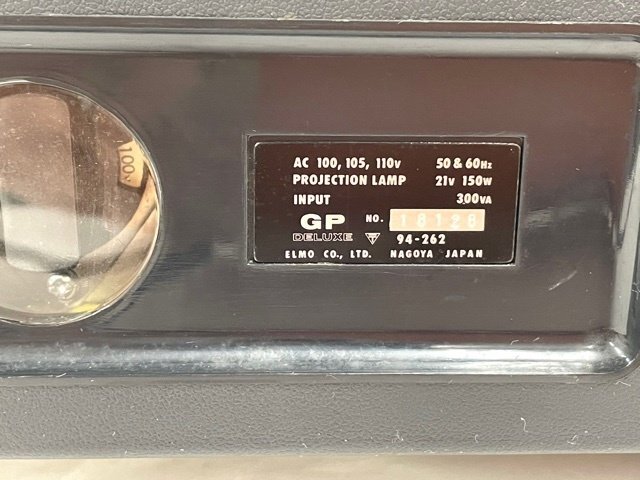 100
AC 100, 105, 110v 50 & 60Hz
PROJECTION LAMP 21v 150w
INPUT 300VA
GP NO. 18128
DELUXE 94-262
ELMO CO., LTD. NAGOYA JAPAN